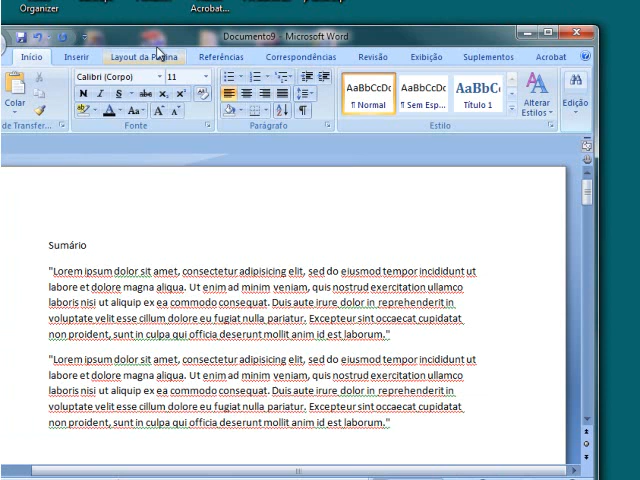 Organizer
Acrobat...
Documento9 - Microsoft Word
Início Inserir Layout da Página Referências Correspondências Revisão Exibição Suplementos Acrobat
Calibri (Corpo) 11
AaBbCcDc AaBbCcDc AaBbC
Colar
N I S abc x₂ x²
¶ Normal ¶ Sem Esp... Título 1
Alterar Estilos
Edição
A Aa A A
de Transfer... Fonte Parágrafo Estilo
Sumário
"Lorem ipsum dolor sit amet, consectetur adipisicing elit, sed do eiusmod tempor incididunt ut
labore et dolore magna aliqua. Ut enim ad minim veniam, quis nostrud exercitation ullamco
laboris nisi ut aliquip ex ea commodo consequat. Duis aute irure dolor in reprehenderit in
voluptate velit esse cillum dolore eu fugiat nulla pariatur. Excepteur sint occaecat cupidatat
non proident, sunt in culpa qui officia deserunt mollit anim id est laborum."
"Lorem ipsum dolor sit amet, consectetur adipisicing elit, sed do eiusmod tempor incididunt ut
labore et dolore magna aliqua. Ut enim ad minim veniam, quis nostrud exercitation ullamco
laboris nisi ut aliquip ex ea commodo consequat. Duis aute irure dolor in reprehenderit in
voluptate velit esse cillum dolore eu fugiat nulla pariatur. Excepteur sint occaecat cupidatat
non proident, sunt in culpa qui officia deserunt mollit anim id est laborum."